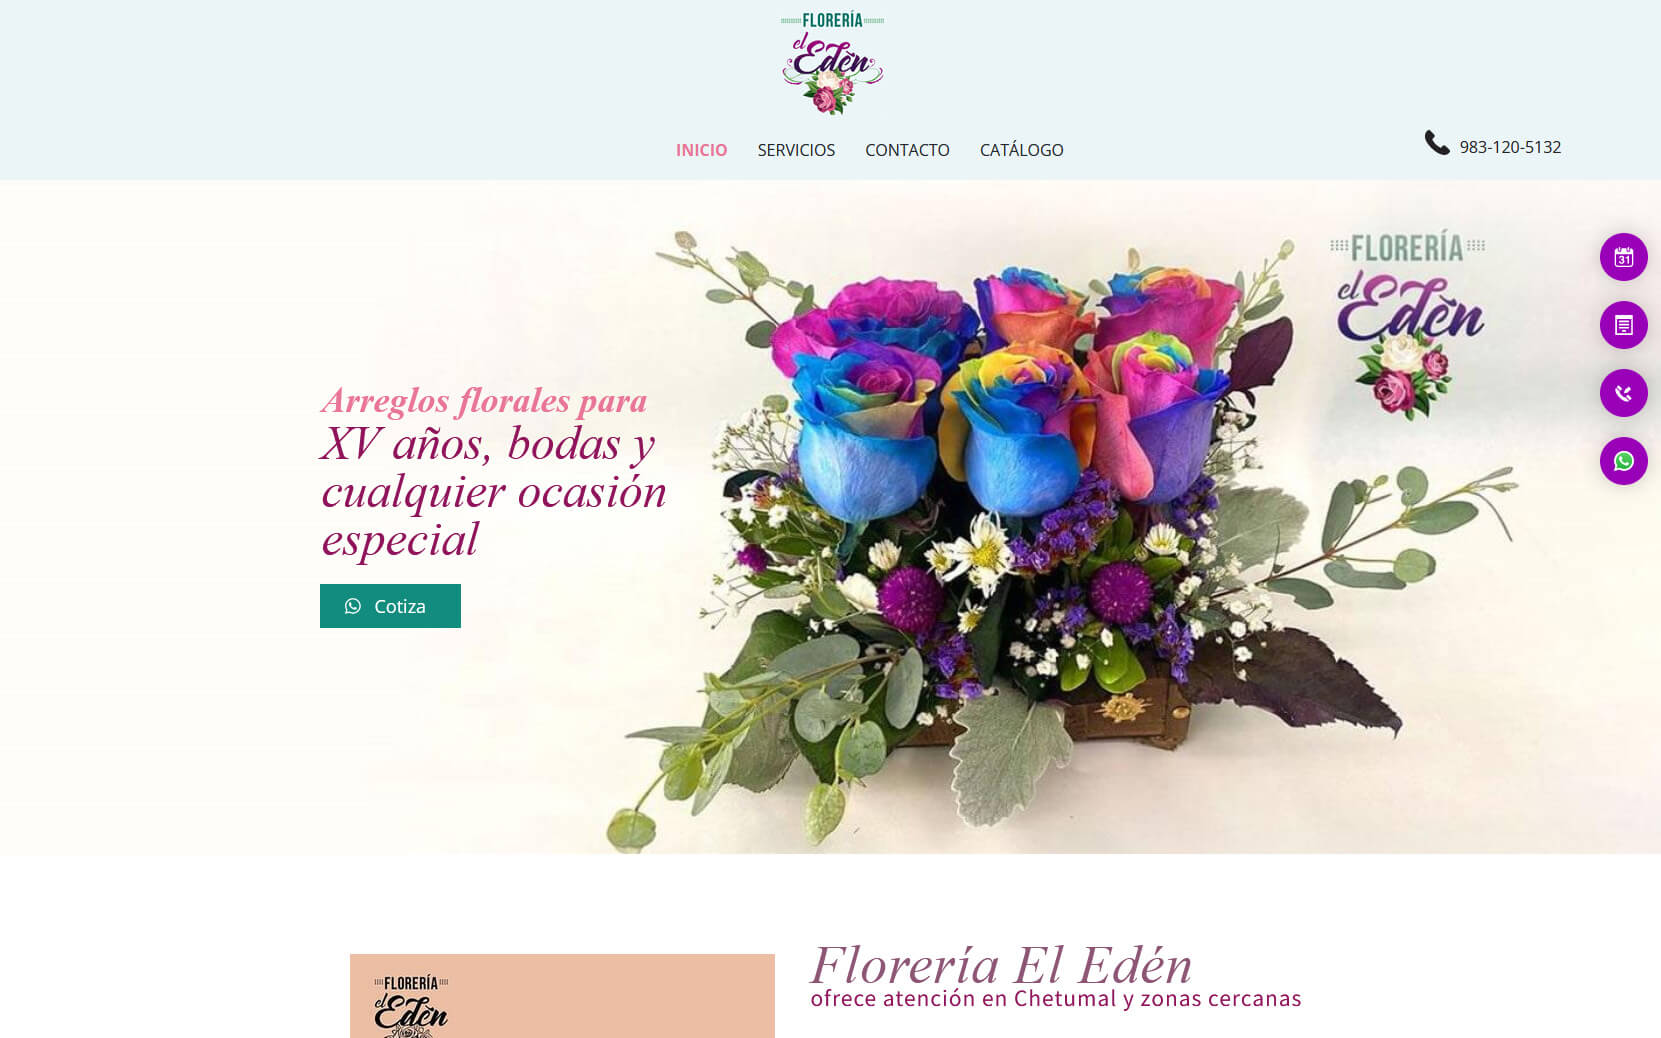 FLORERÍA
el Edèn
INICIO
SERVICIOS
CONTACTO
CATÁLOGO
983-120-5132
FLORERÍA
el Edèn
31
Arreglos florales para
XV años, bodas y
cualquier ocasión
especial
Cotiza
Florería El Edén
ofrece atención en Chetumal y zonas cercanas
FLORERÍA
el Edèn